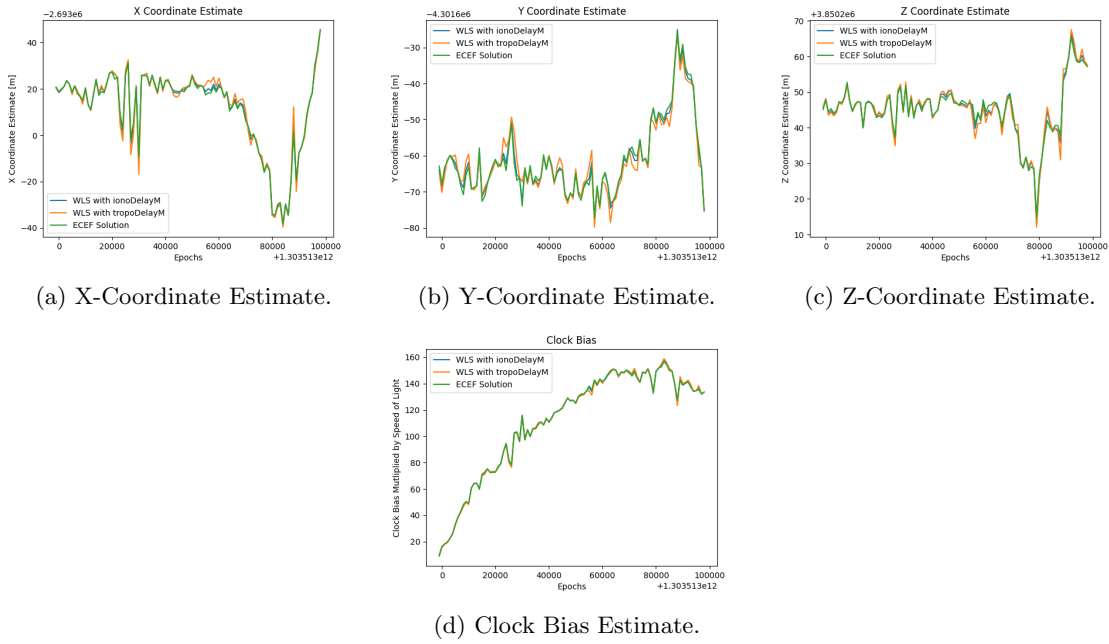 X Coordinate Estimate
−2.693e6
40
20
0
−20
−40
X Coordinate Estimate [m]
WLS with ionoDelayM
WLS with tropoDelayM
ECEF Solution
0
20000
40000
60000
80000
100000
Epochs
+1.303513e12
(a) X-Coordinate Estimate.
Y Coordinate Estimate
−4.3016e6
−30
−40
−50
−60
−70
−80
Y Coordinate Estimate [m]
WLS with ionoDelayM
WLS with tropoDelayM
ECEF Solution
0
20000
40000
60000
80000
100000
Epochs
+1.303513e12
(b) Y-Coordinate Estimate.
Z Coordinate Estimate
+3.8502e6
70
60
50
40
30
20
10
Z Coordinate Estimate [m]
WLS with ionoDelayM
WLS with tropoDelayM
ECEF Solution
0
20000
40000
60000
80000
100000
Epochs
+1.303513e12
(c) Z-Coordinate Estimate.
Clock Bias
160
140
120
100
80
60
40
20
Clock Bias Mutliplied by Speed of Light
WLS with ionoDelayM
WLS with tropoDelayM
ECEF Solution
0
20000
40000
60000
80000
100000
Epochs
+1.303513e12
(d) Clock Bias Estimate.